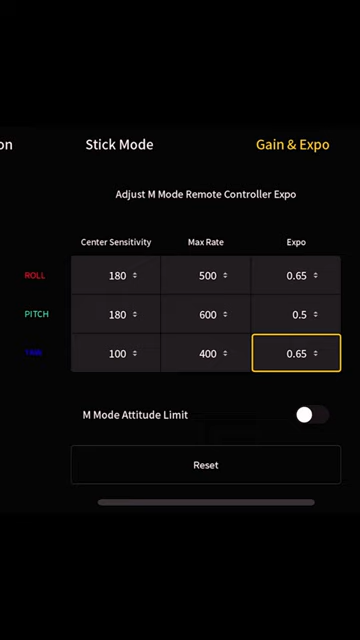 on Stick Mode Gain & Expo
Adjust M Mode Remote Controller Expo
Center Sensitivity Max Rate Expo
ROLL 180 500 0.65
PITCH 180 600 0.5
YAW 100 400 0.65
M Mode Attitude Limit
Reset